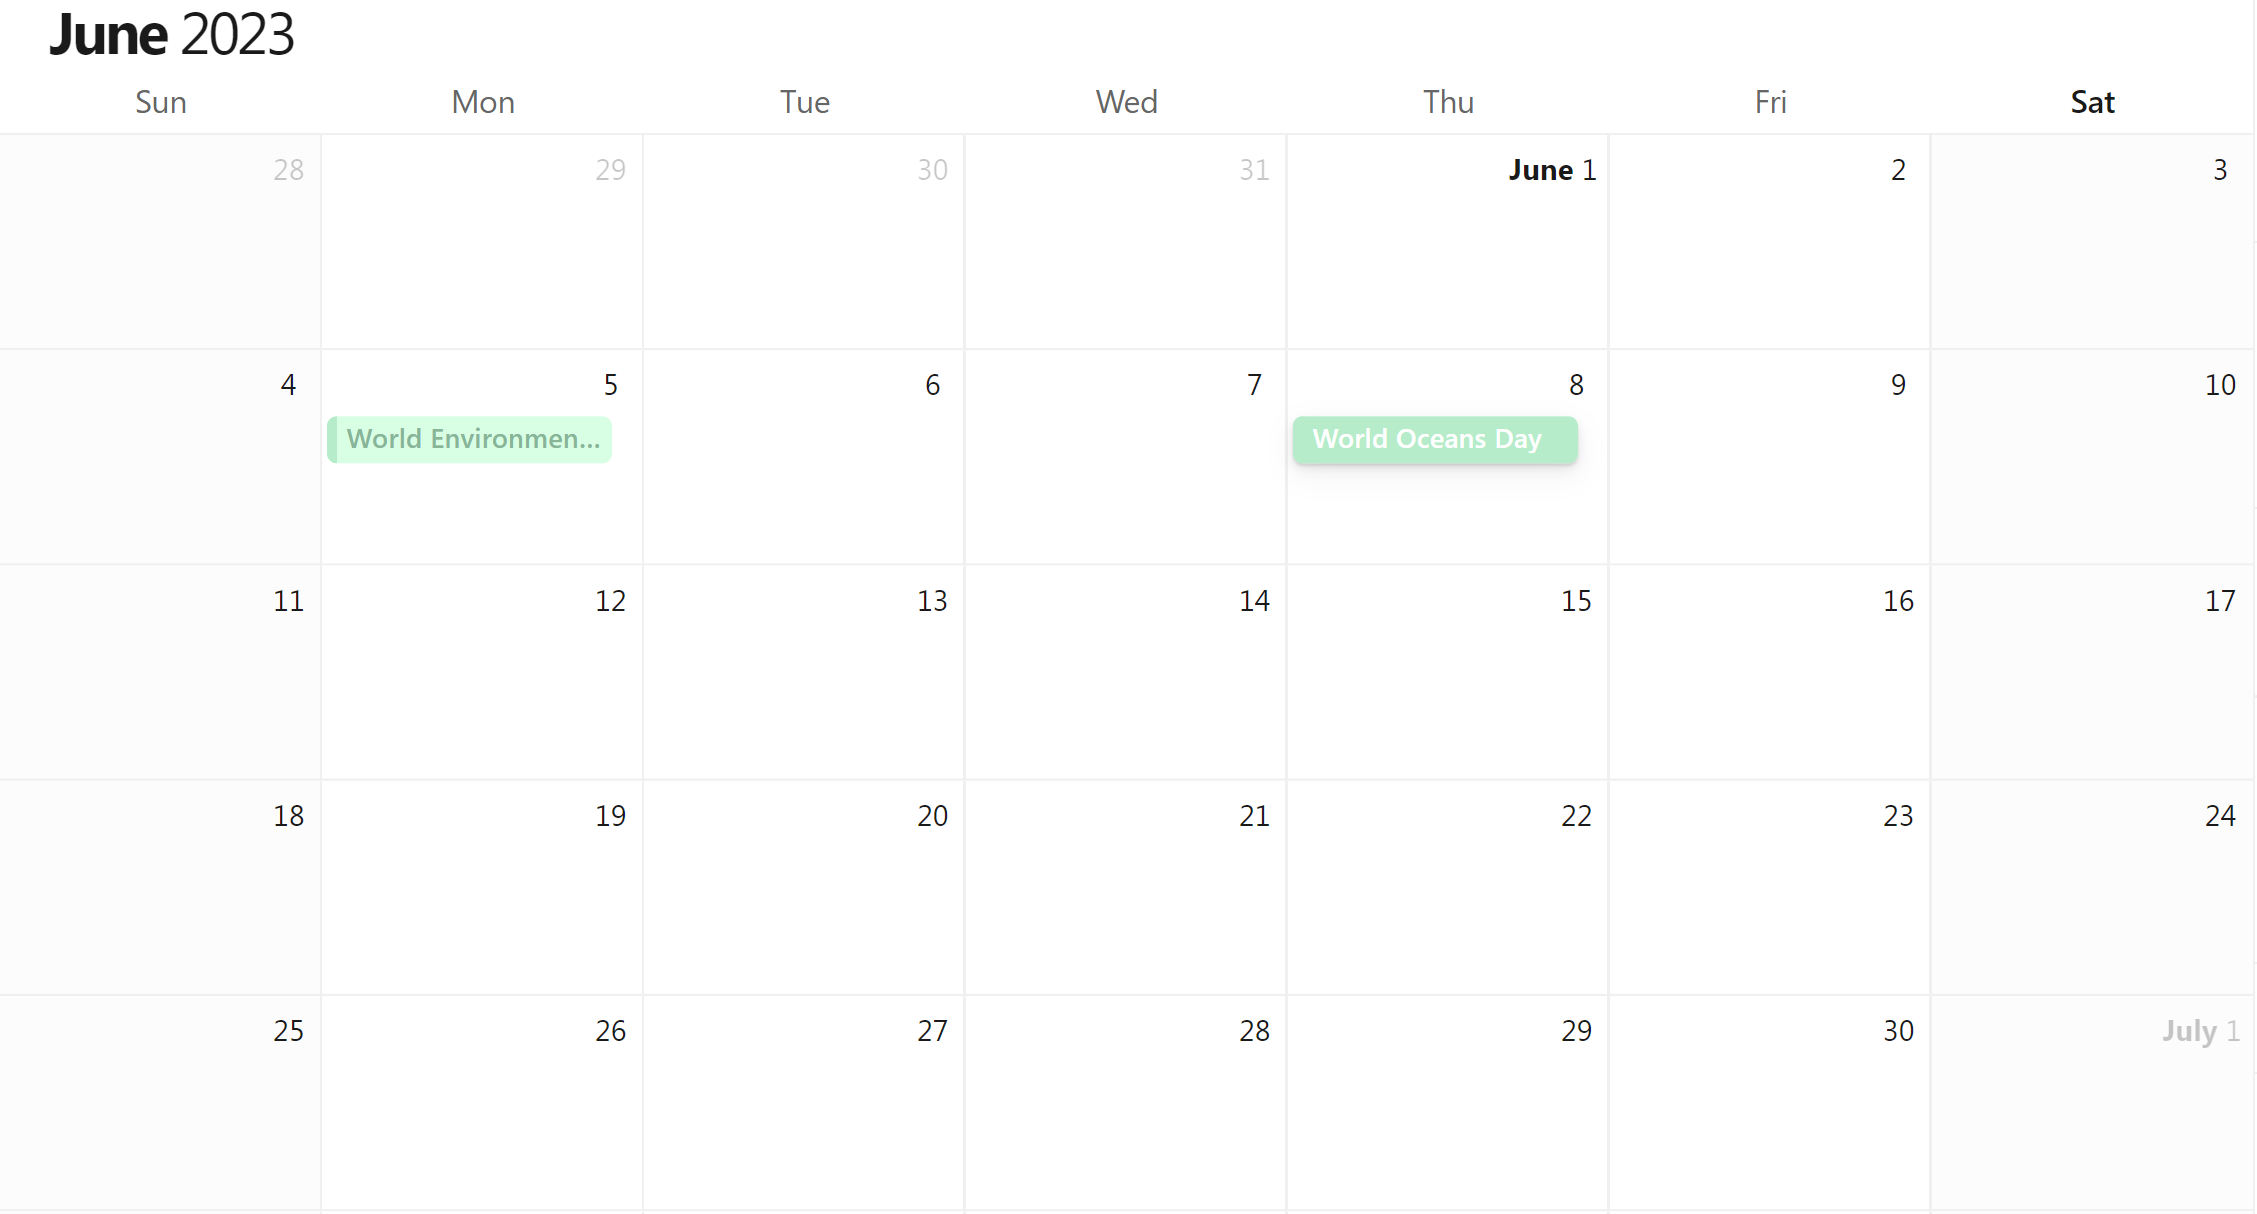 June 2023
Sun Mon Tue Wed Thu Fri Sat
28 29 30 31 June 1 2 3
4 5 6 7 8 9 10
World Environmen... World Oceans Day
11 12 13 14 15 16 17
18 19 20 21 22 23 24
25 26 27 28 29 30 July 1